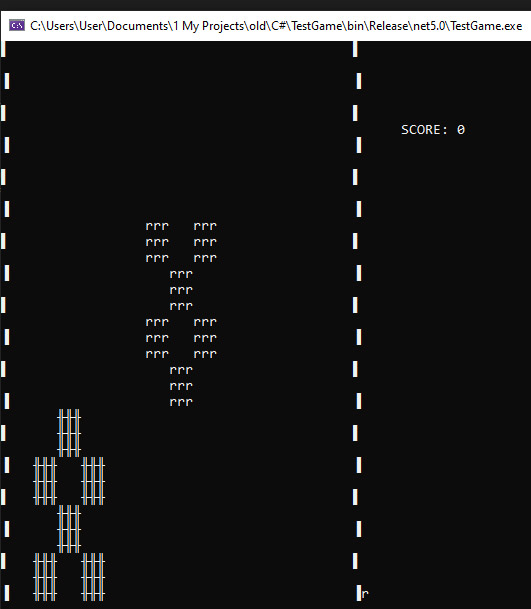 C:\Users\User\Documents\1 My Projects\old\C#\TestGame\bin\Release\net5.0\TestGame.exe
SCORE: 0
rrr rrr
rrr rrr
rrr rrr
rrr
rrr
rrr
rrr rrr
rrr rrr
rrr rrr
rrr
rrr
rrr
╫╫╫
╫╫╫
╫╫╫
╫╫╫ ╫╫╫
╫╫╫ ╫╫╫
╫╫╫ ╫╫╫
╫╫╫
╫╫╫
╫╫╫
╫╫╫ ╫╫╫
╫╫╫ ╫╫╫
╫╫╫ ╫╫╫ r